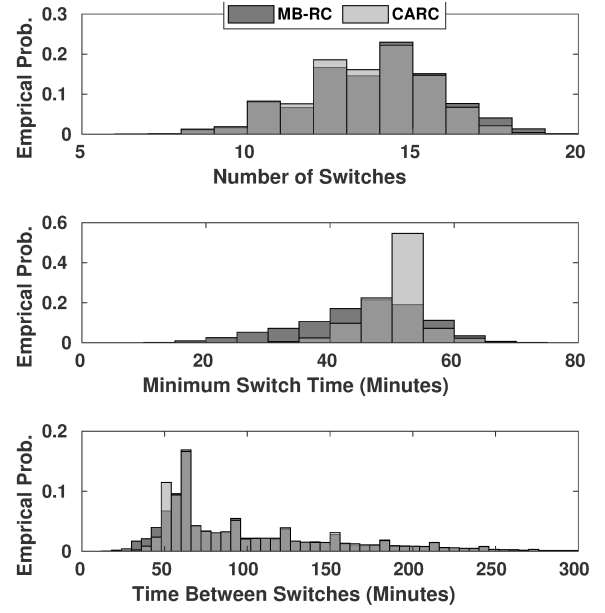 MB-RC CARC
0.3
0.2
0.1
0
Emprical Prob.
5 10 15 20
Number of Switches
0.6
0.4
0.2
0
Emprical Prob.
0 20 40 60 80
Minimum Switch Time (Minutes)
0.2
0.1
0
Emprical Prob.
0 50 100 150 200 250 300
Time Between Switches (Minutes)